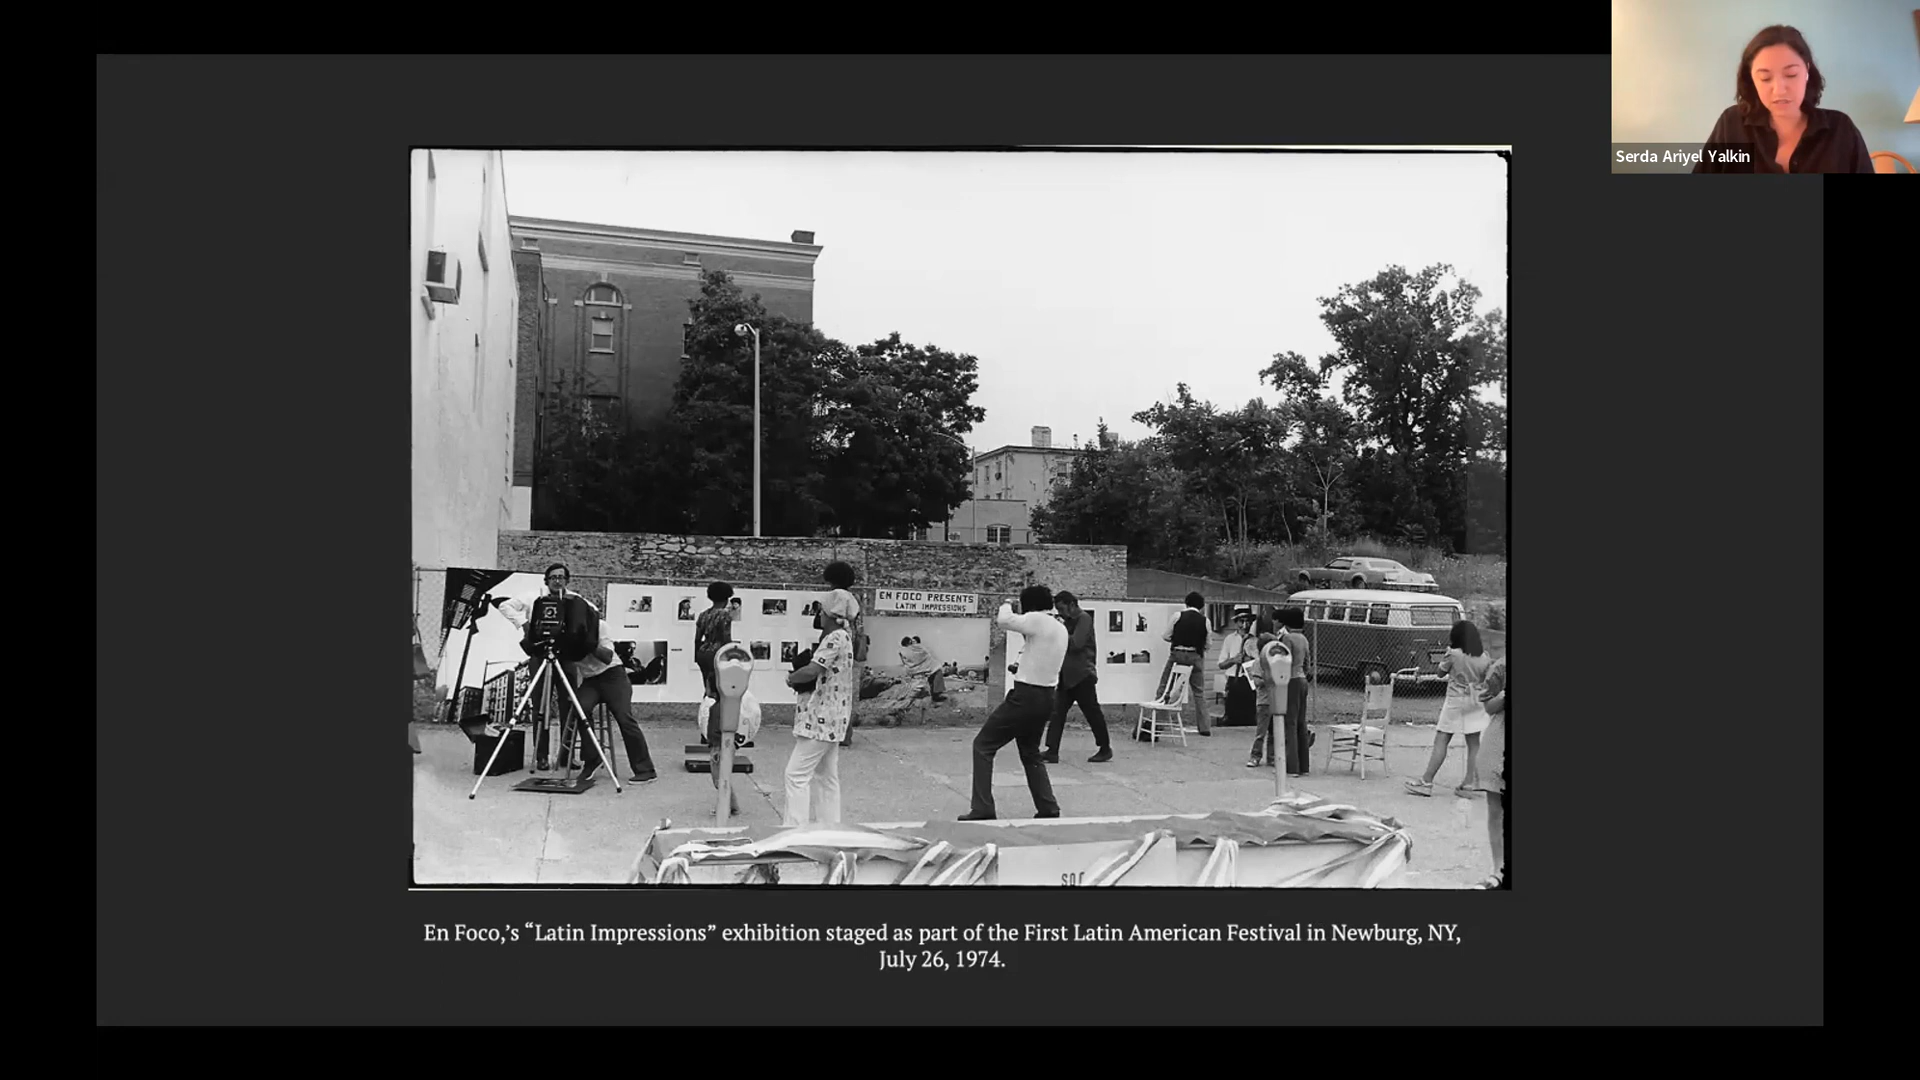 Serda Ariyel Yalkin
EN FOCO PRESENTS
LATIN IMPRESSIONS
En Foco,’s “Latin Impressions” exhibition staged as part of the First Latin American Festival in Newburg, NY,
July 26, 1974.